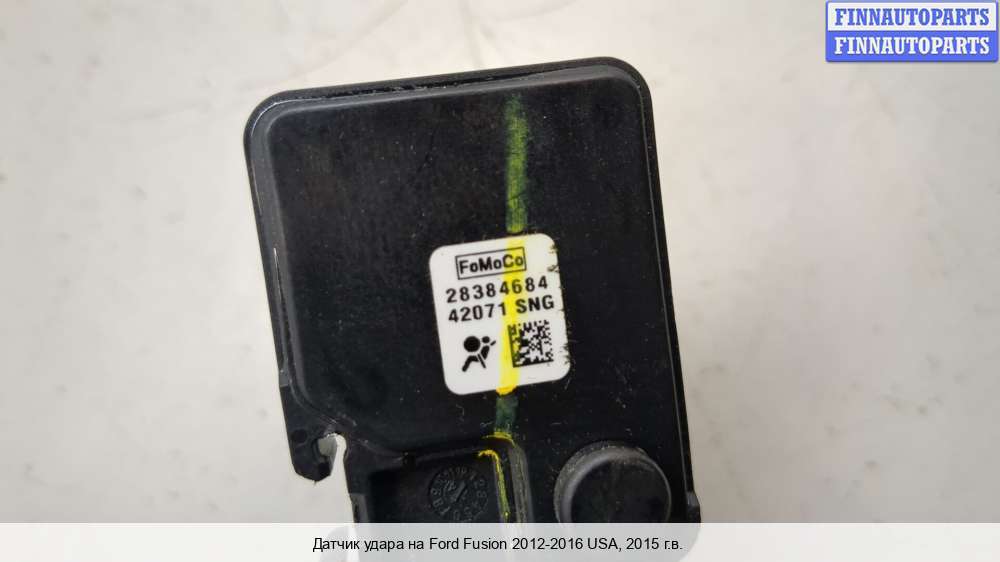 FINNAUTOPARTS
FINNAUTOPARTS
FoMoCo
28384684
42071 SNG
Датчик удара на Ford Fusion 2012-2016 USA, 2015 г.в.